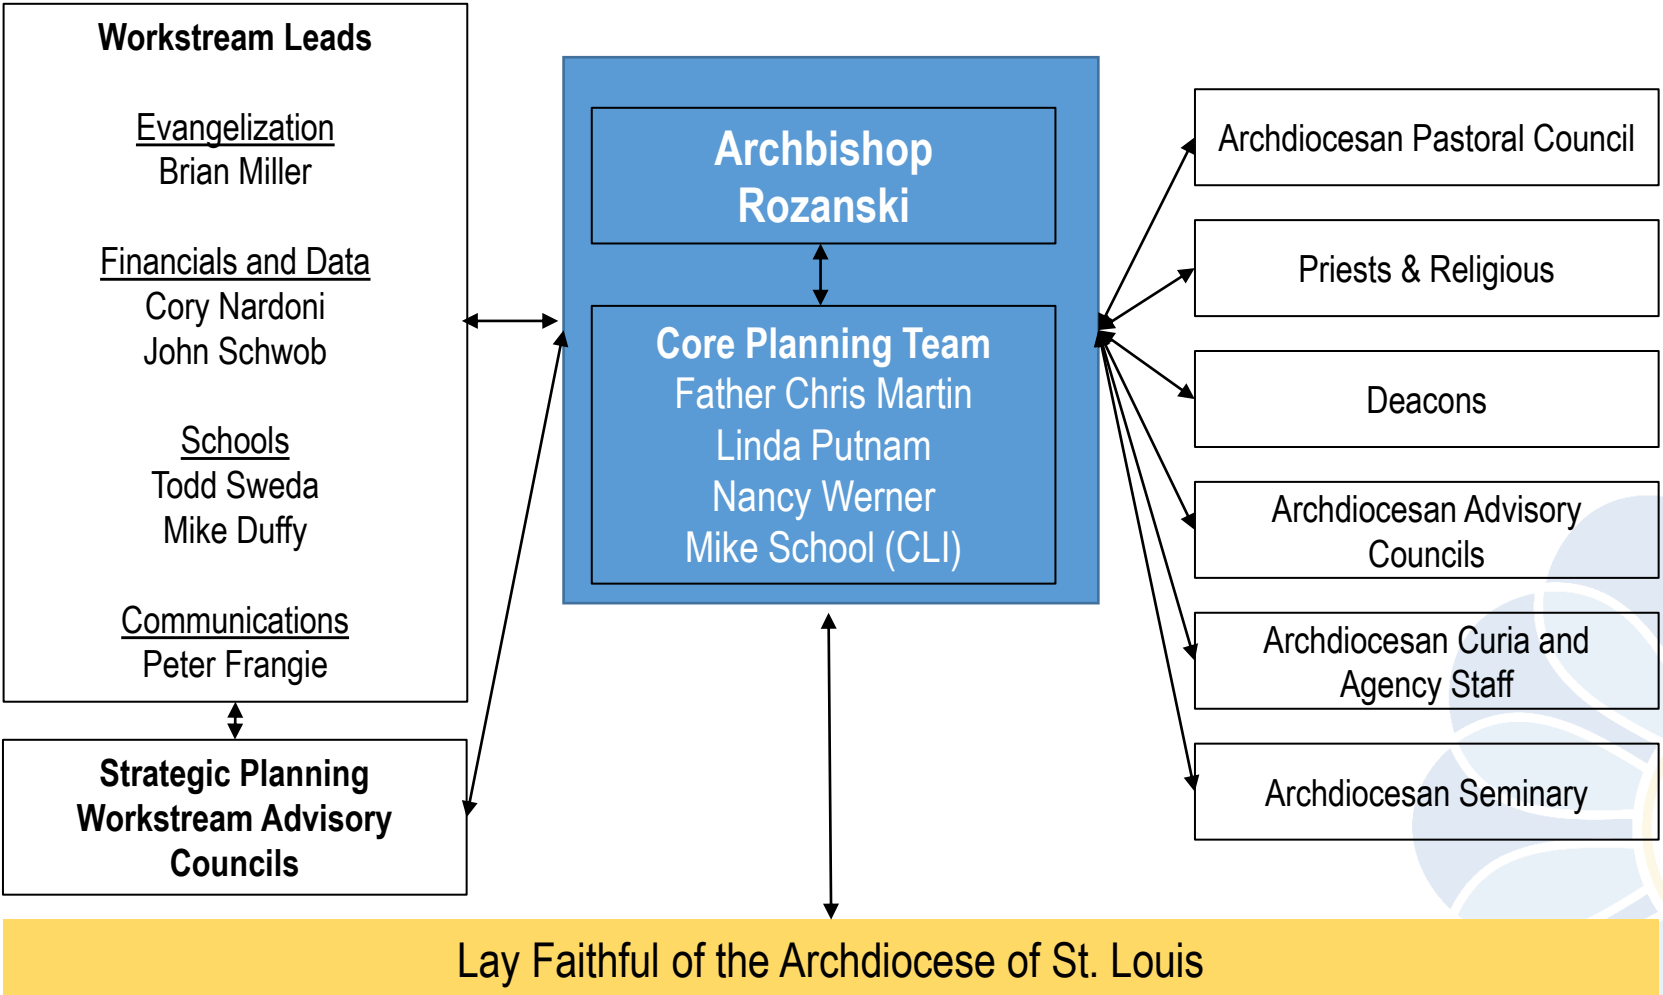 Workstream Leads
Evangelization
Brian Miller
Financials and Data
Cory Nardoni
John Schwob
Schools
Todd Sweda
Mike Duffy
Communications
Peter Frangie
Strategic Planning
Workstream Advisory
Councils
Archbishop
Rozanski
Core Planning Team
Father Chris Martin
Linda Putnam
Nancy Werner
Mike School (CLI)
Archdiocesan Pastoral Council
Priests & Religious
Deacons
Archdiocesan Advisory
Councils
Archdiocesan Curia and
Agency Staff
Archdiocesan Seminary
Lay Faithful of the Archdiocese of St. Louis